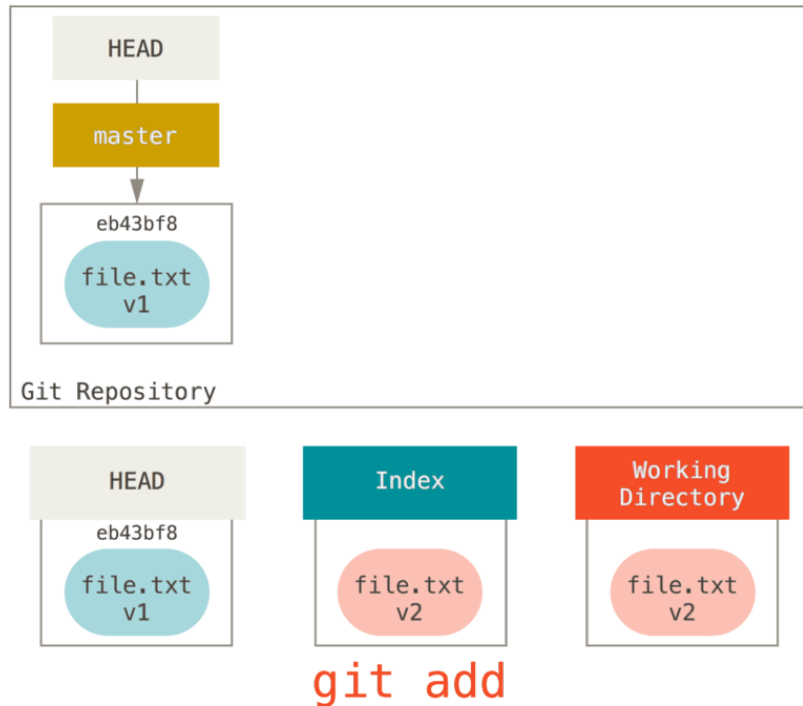 HEAD
master
eb43bf8
file.txt
v1
Git Repository
HEAD
eb43bf8
file.txt
v1
Index
file.txt
v2
Working
Directory
file.txt
v2
git add